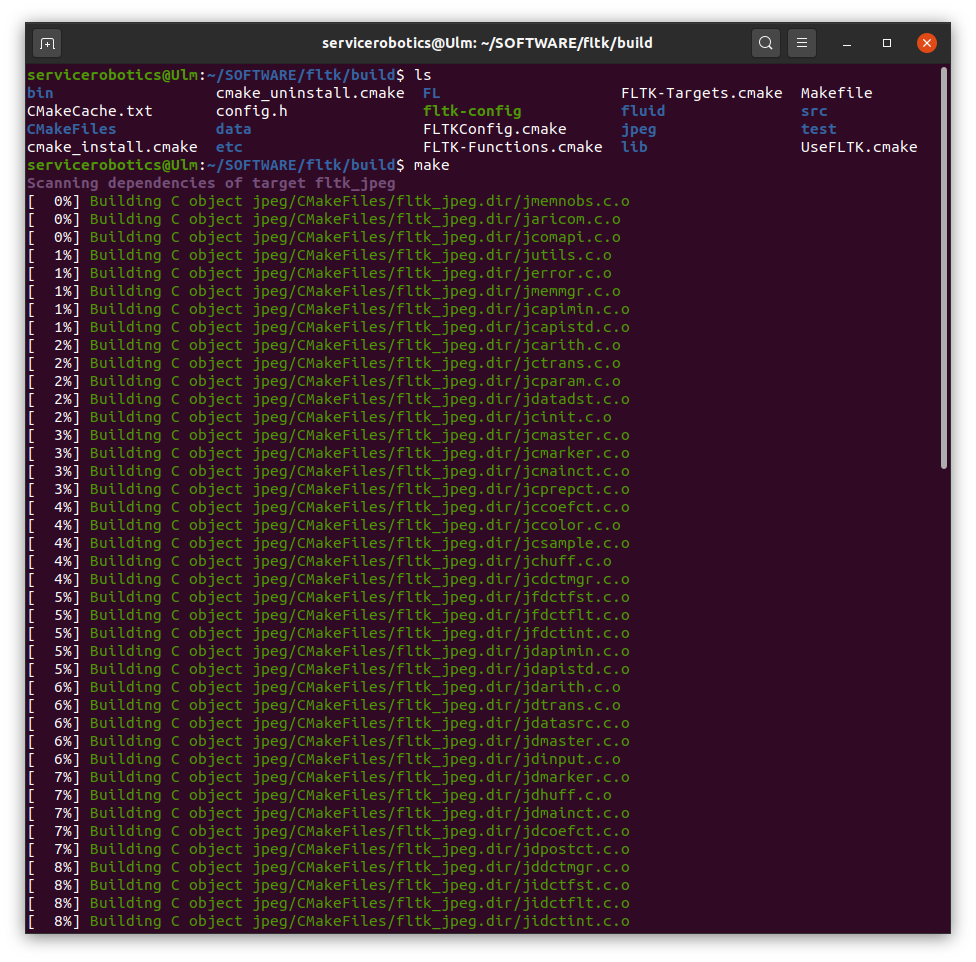 servicerobotics@Ulm: ~/SOFTWARE/fltk/build
servicerobotics@Ulm:~/SOFTWARE/fltk/build$ ls
bin                  cmake_uninstall.cmake  FL                    FLTK-Targets.cmake  Makefile
CMakeCache.txt       config.h               fltk-config           fluid               src
CMakeFiles           data                   FLTKConfig.cmake      jpeg                test
cmake_install.cmake  etc                    FLTK-Functions.cmake  lib                 UseFLTK.cmake
servicerobotics@Ulm:~/SOFTWARE/fltk/build$ make
Scanning dependencies of target fltk_jpeg
[  0%] Building C object jpeg/CMakeFiles/fltk_jpeg.dir/jmemnobs.c.o
[  0%] Building C object jpeg/CMakeFiles/fltk_jpeg.dir/jaricom.c.o
[  0%] Building C object jpeg/CMakeFiles/fltk_jpeg.dir/jcomapi.c.o
[  1%] Building C object jpeg/CMakeFiles/fltk_jpeg.dir/jutils.c.o
[  1%] Building C object jpeg/CMakeFiles/fltk_jpeg.dir/jerror.c.o
[  1%] Building C object jpeg/CMakeFiles/fltk_jpeg.dir/jmemmgr.c.o
[  1%] Building C object jpeg/CMakeFiles/fltk_jpeg.dir/jcapimin.c.o
[  1%] Building C object jpeg/CMakeFiles/fltk_jpeg.dir/jcapistd.c.o
[  2%] Building C object jpeg/CMakeFiles/fltk_jpeg.dir/jcarith.c.o
[  2%] Building C object jpeg/CMakeFiles/fltk_jpeg.dir/jctrans.c.o
[  2%] Building C object jpeg/CMakeFiles/fltk_jpeg.dir/jcparam.c.o
[  2%] Building C object jpeg/CMakeFiles/fltk_jpeg.dir/jdatadst.c.o
[  2%] Building C object jpeg/CMakeFiles/fltk_jpeg.dir/jcinit.c.o
[  3%] Building C object jpeg/CMakeFiles/fltk_jpeg.dir/jcmaster.c.o
[  3%] Building C object jpeg/CMakeFiles/fltk_jpeg.dir/jcmarker.c.o
[  3%] Building C object jpeg/CMakeFiles/fltk_jpeg.dir/jcmainct.c.o
[  3%] Building C object jpeg/CMakeFiles/fltk_jpeg.dir/jcprepct.c.o
[  4%] Building C object jpeg/CMakeFiles/fltk_jpeg.dir/jccoefct.c.o
[  4%] Building C object jpeg/CMakeFiles/fltk_jpeg.dir/jccolor.c.o
[  4%] Building C object jpeg/CMakeFiles/fltk_jpeg.dir/jcsample.c.o
[  4%] Building C object jpeg/CMakeFiles/fltk_jpeg.dir/jchuff.c.o
[  4%] Building C object jpeg/CMakeFiles/fltk_jpeg.dir/jcdctmgr.c.o
[  5%] Building C object jpeg/CMakeFiles/fltk_jpeg.dir/jfdctfst.c.o
[  5%] Building C object jpeg/CMakeFiles/fltk_jpeg.dir/jfdctflt.c.o
[  5%] Building C object jpeg/CMakeFiles/fltk_jpeg.dir/jfdctint.c.o
[  5%] Building C object jpeg/CMakeFiles/fltk_jpeg.dir/jdapimin.c.o
[  5%] Building C object jpeg/CMakeFiles/fltk_jpeg.dir/jdapistd.c.o
[  6%] Building C object jpeg/CMakeFiles/fltk_jpeg.dir/jdarith.c.o
[  6%] Building C object jpeg/CMakeFiles/fltk_jpeg.dir/jdtrans.c.o
[  6%] Building C object jpeg/CMakeFiles/fltk_jpeg.dir/jdatasrc.c.o
[  6%] Building C object jpeg/CMakeFiles/fltk_jpeg.dir/jdmaster.c.o
[  6%] Building C object jpeg/CMakeFiles/fltk_jpeg.dir/jdinput.c.o
[  7%] Building C object jpeg/CMakeFiles/fltk_jpeg.dir/jdmarker.c.o
[  7%] Building C object jpeg/CMakeFiles/fltk_jpeg.dir/jdhuff.c.o
[  7%] Building C object jpeg/CMakeFiles/fltk_jpeg.dir/jdmainct.c.o
[  7%] Building C object jpeg/CMakeFiles/fltk_jpeg.dir/jdcoefct.c.o
[  7%] Building C object jpeg/CMakeFiles/fltk_jpeg.dir/jdpostct.c.o
[  8%] Building C object jpeg/CMakeFiles/fltk_jpeg.dir/jddctmgr.c.o
[  8%] Building C object jpeg/CMakeFiles/fltk_jpeg.dir/jidctfst.c.o
[  8%] Building C object jpeg/CMakeFiles/fltk_jpeg.dir/jidctflt.c.o
[  8%] Building C object jpeg/CMakeFiles/fltk_jpeg.dir/jidctint.c.o